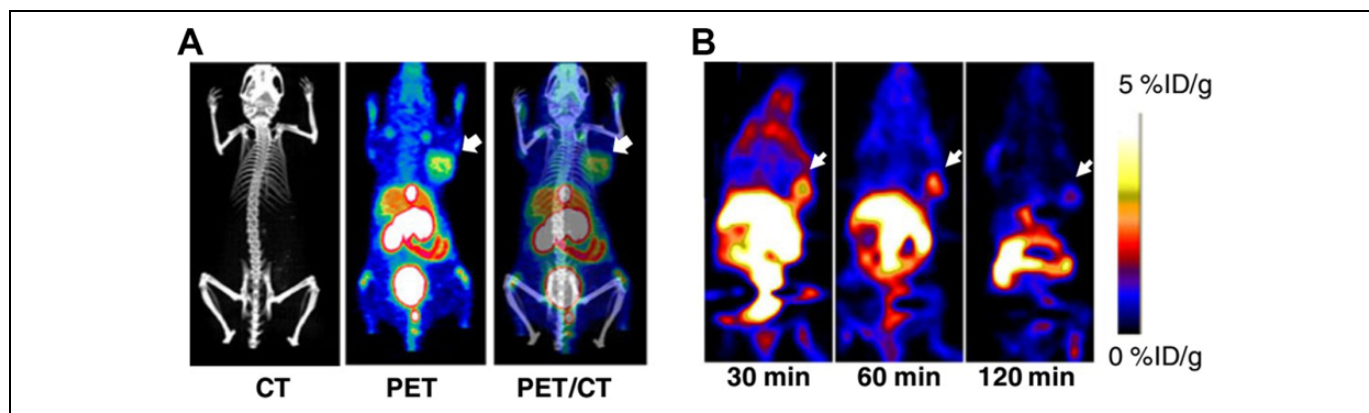 A
B
CT
PET
PET/CT
30 min
60 min
120 min
5 %ID/g
0 %ID/g